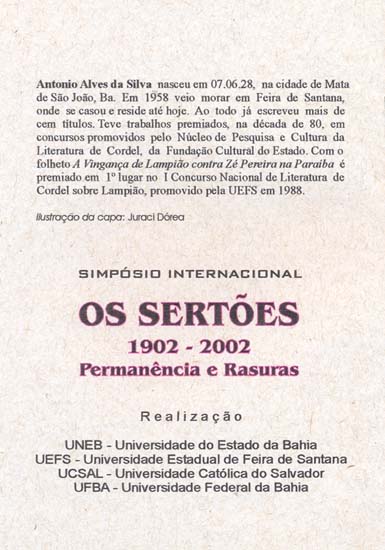 Antonio Alves da Silva nasceu em 07.06.28, na cidade de Mata
de São João, Ba. Em 1958 veio morar em Feira de Santana,
onde se casou e reside até hoje. Ao todo já escreveu mais de
cem títulos. Teve trabalhos premiados, na década de 80, em
concursos promovidos pelo Núcleo de Pesquisa e Cultura da
Literatura de Cordel, da Fundação Cultural do Estado. Com o
folheto A Vingança de Lampião contra Zé Pereira na Paraíba é
premiado em 1º lugar no I Concurso Nacional de Literatura de
Cordel sobre Lampião, promovido pela UEFS em 1988.
Ilustração da capa: Juraci Dórea
SIMPÓSIO INTERNACIONAL
OS SERTÕES
1902 - 2002
Permanência e Rasuras
Realização
UNEB - Universidade do Estado da Bahia
UEFS - Universidade Estadual de Feira de Santana
UCSAL - Universidade Católica do Salvador
UFBA - Universidade Federal da Bahia